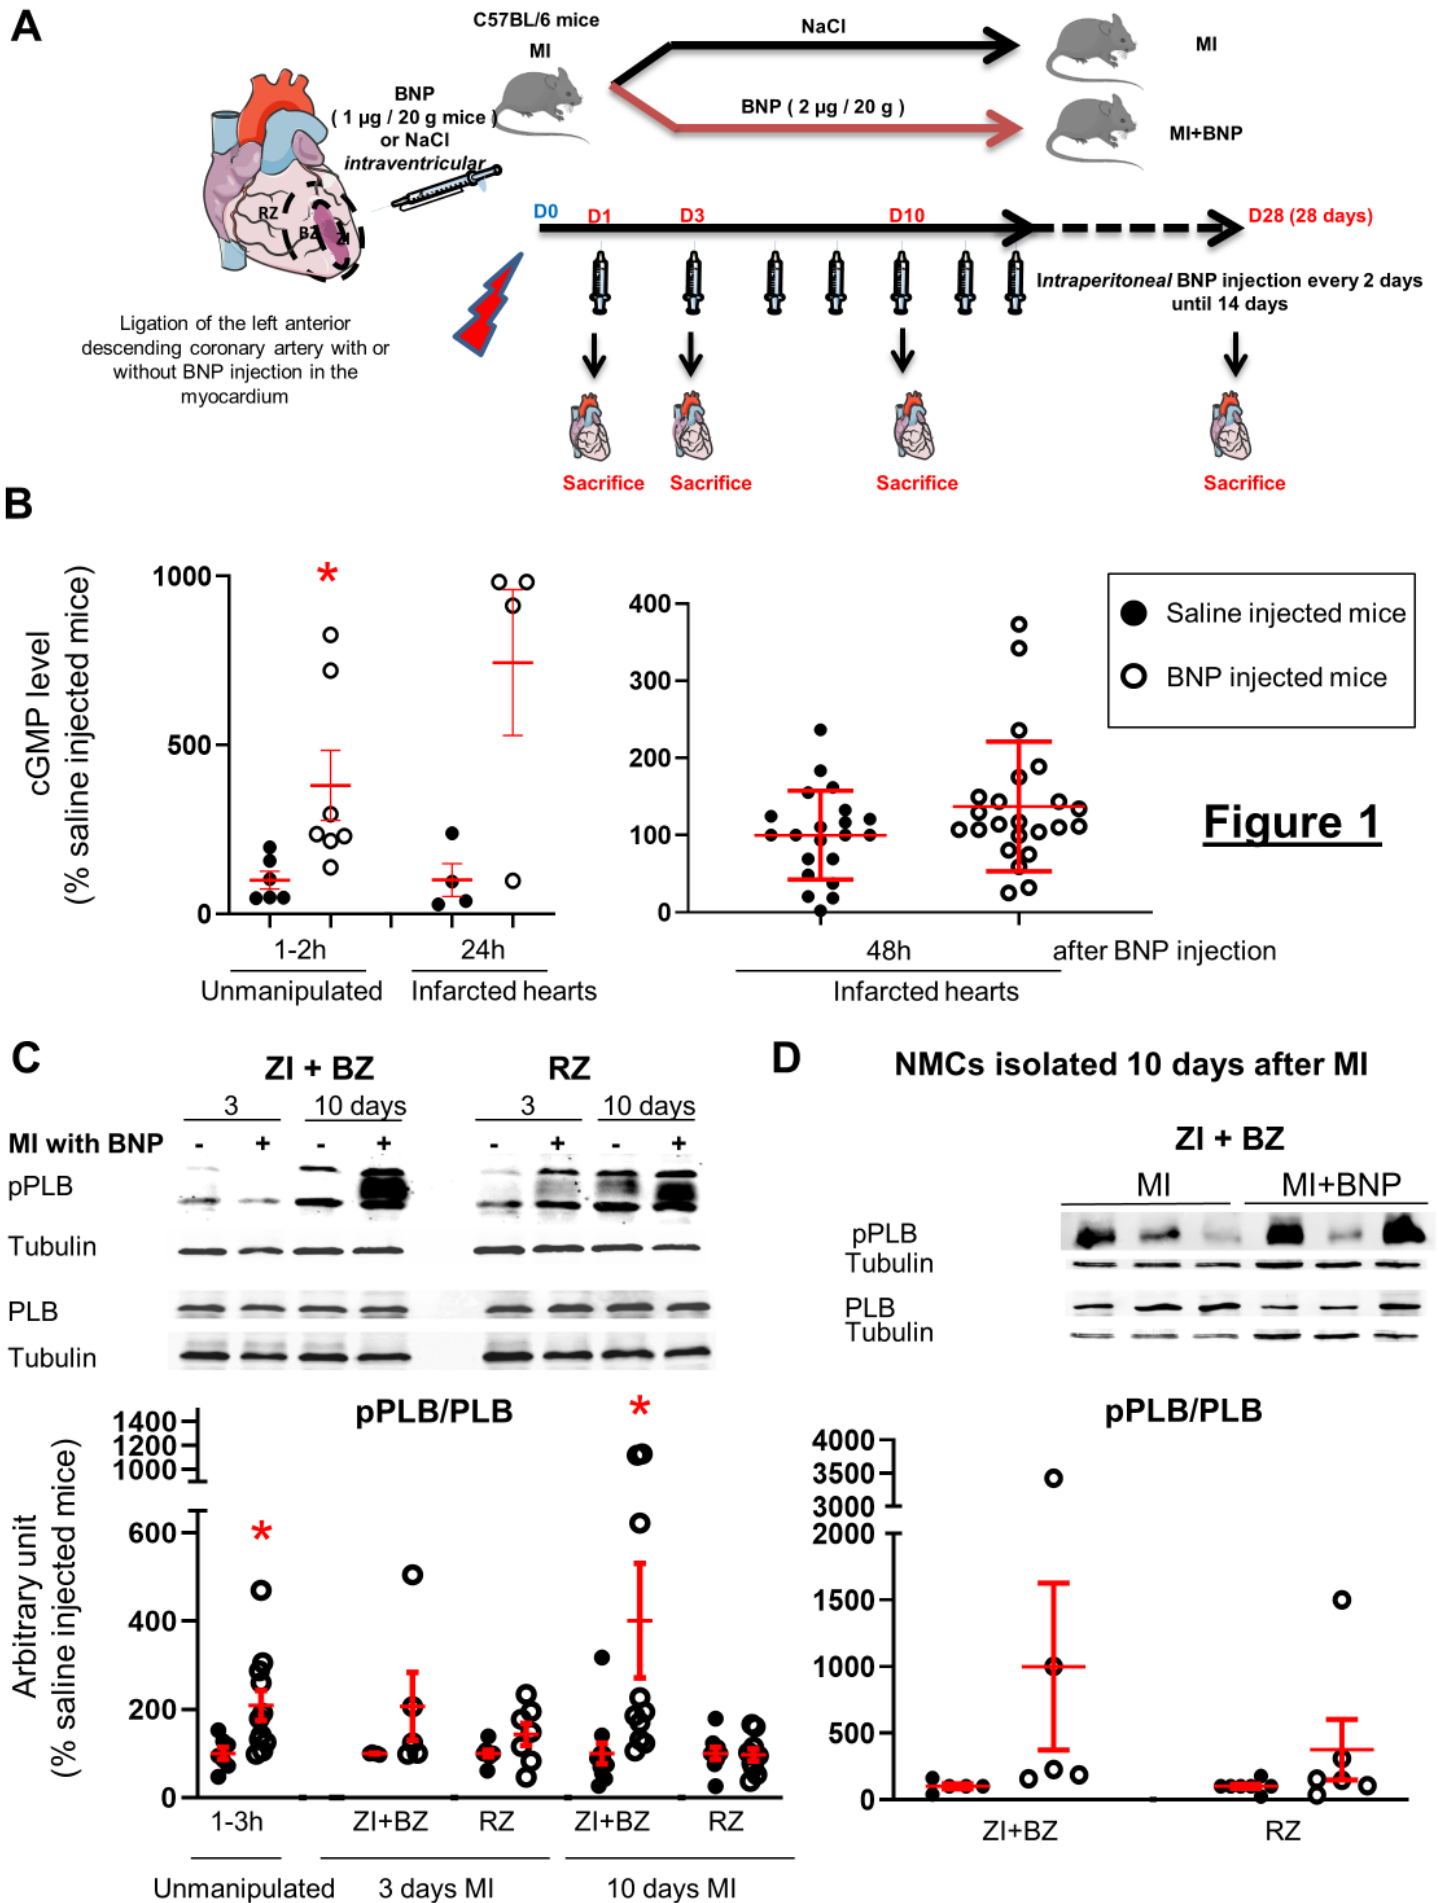 A
C57BL/6 mice
MI
NaCl
MI
BNP
( 1 µg / 20 g mice )
or NaCl
intraventricular
BNP ( 2 µg / 20 g )
MI+BNP
RZ
BZ
ZI
D0
D1
D3
D10
D28 (28 days)
Intraperitoneal BNP injection every 2 days
until 14 days
Ligation of the left anterior
descending coronary artery with or
without BNP injection in the
myocardium
Sacrifice
Sacrifice
Sacrifice
Sacrifice
B
cGMP level
(% saline injected mice)
1000
500
0
*
1-2h
24h
Unmanipulated
Infarcted hearts
400
300
200
100
0
48h
after BNP injection
Infarcted hearts
Saline injected mice
BNP injected mice
Figure 1
C
ZI + BZ
RZ
3
10 days
3
10 days
MI with BNP
-
+
-
+
-
+
-
+
pPLB
Tubulin
PLB
Tubulin
pPLB/PLB
Arbitrary unit
(% saline injected mice)
1400
1200
1000
600
400
200
0
*
*
1-3h
ZI+BZ
RZ
ZI+BZ
RZ
Unmanipulated
3 days MI
10 days MI
D
NMCs isolated 10 days after MI
ZI + BZ
MI
MI+BNP
pPLB
Tubulin
PLB
Tubulin
pPLB/PLB
4000
3500
3000
2000
1500
1000
500
0
ZI+BZ
RZ